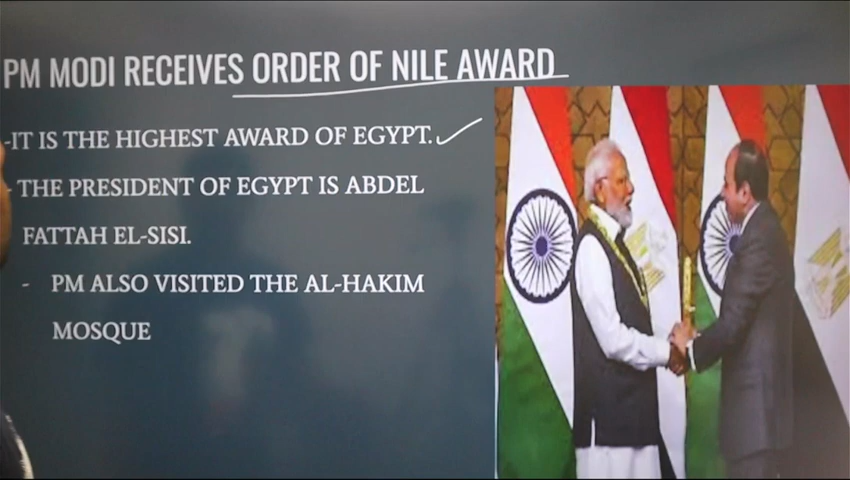 PM MODI RECEIVES ORDER OF NILE AWARD
-IT IS THE HIGHEST AWARD OF EGYPT.
- THE PRESIDENT OF EGYPT IS ABDEL
FATTAH EL-SISI.
- PM ALSO VISITED THE AL-HAKIM
MOSQUE